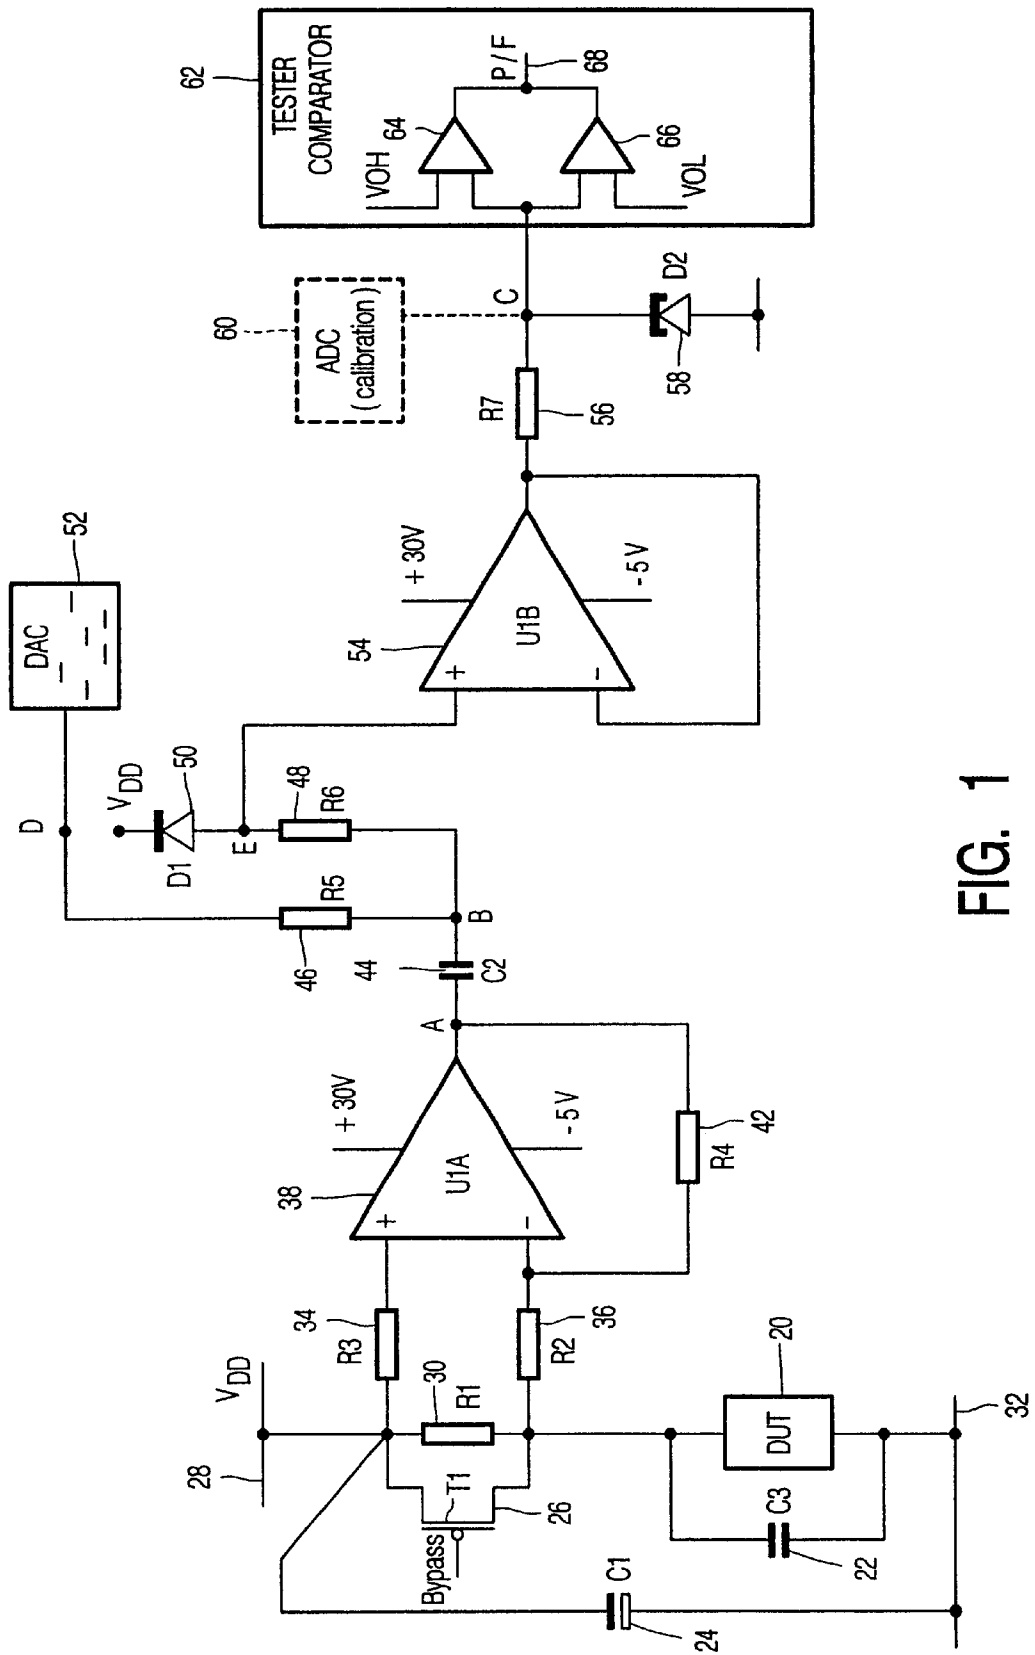 62
TESTER
COMPARATOR
VOH
64
P/F
68
66
VOL
60
ADC
(calibration)
C
D2
58
R7
56
DAC
52
D
VDD
50
D1
E
48
R6
R5
46
B
44
C2
+30V
54
+
-
U1B
-5V
A
+30V
38
+
-
U1A
-5V
R4
42
VDD
28
34
R3
30
R1
R2
36
T1
26
Bypass
20
DUT
32
C3
22
C1
24
FIG. 1